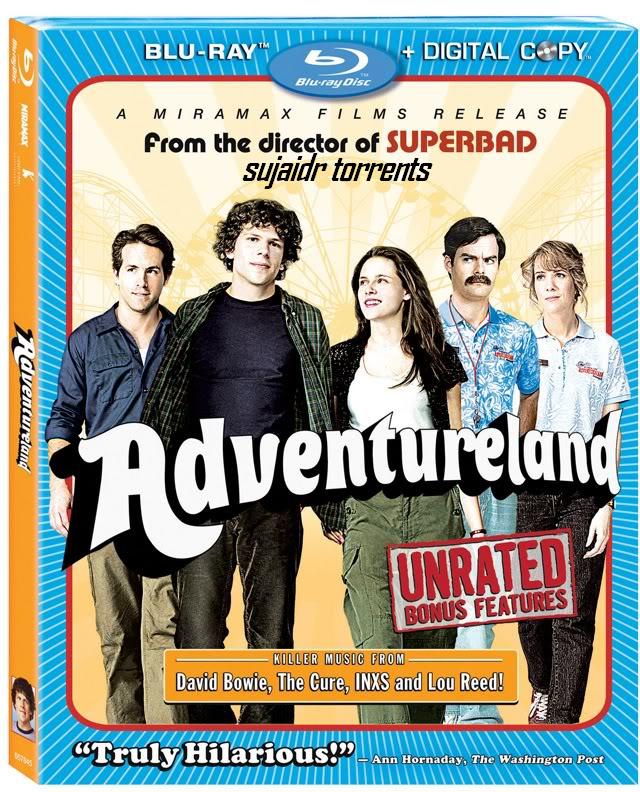 BLU-RAY™ Blu-ray Disc + DIGITAL COPY™
A MIRAMAX FILMS RELEASE
From the director of SUPERBAD
sujaidr torrents
Adventureland
UNRATED
BONUS FEATURES
KILLER MUSIC FROM
David Bowie, The Cure, INXS and Lou Reed!
"Truly Hilarious!" — Ann Hornaday, The Washington Post
MIRAMAX
Adventureland